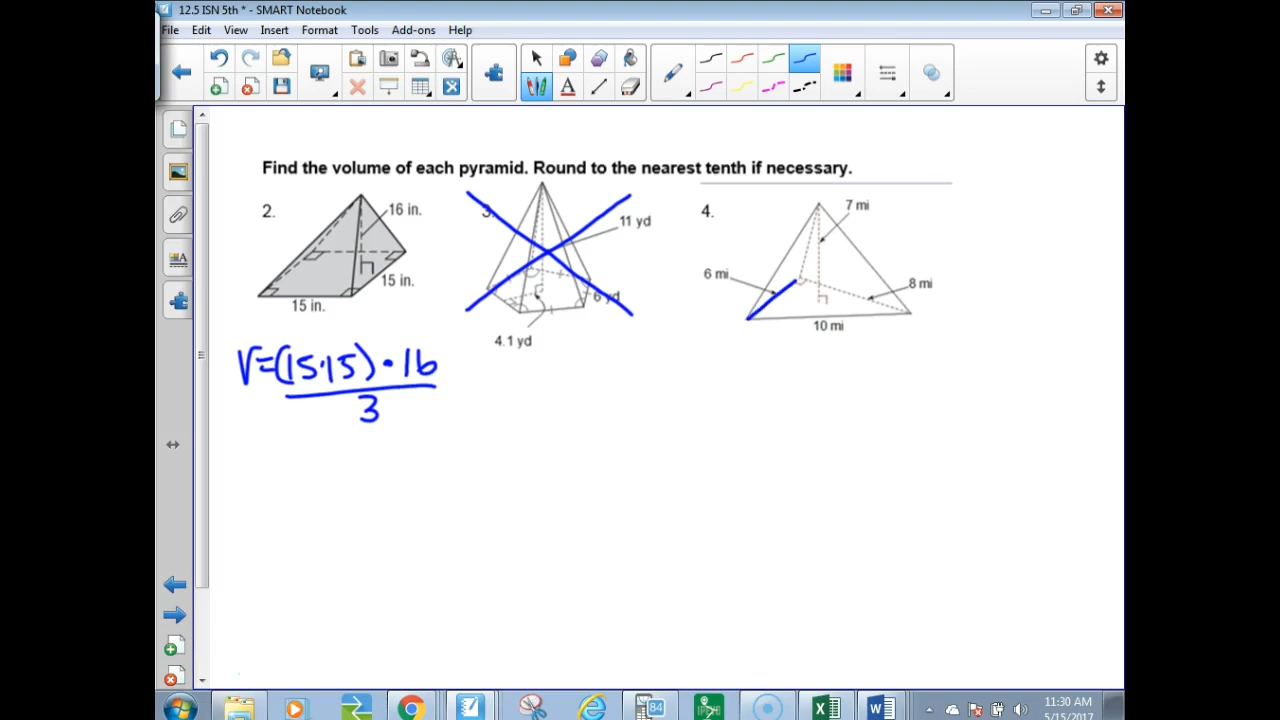 12.5 ISN 5th * - SMART Notebook
File Edit View Insert Format Tools Add-ons Help
Find the volume of each pyramid. Round to the nearest tenth if necessary.
2.
16 in.
15 in.
15 in.
h
3.
11 yd
6 yd
4.1 yd
4.
7 mi
6 mi
8 mi
10 mi
V=(15·15)·16
3
84
11:30 AM
5/15/2017